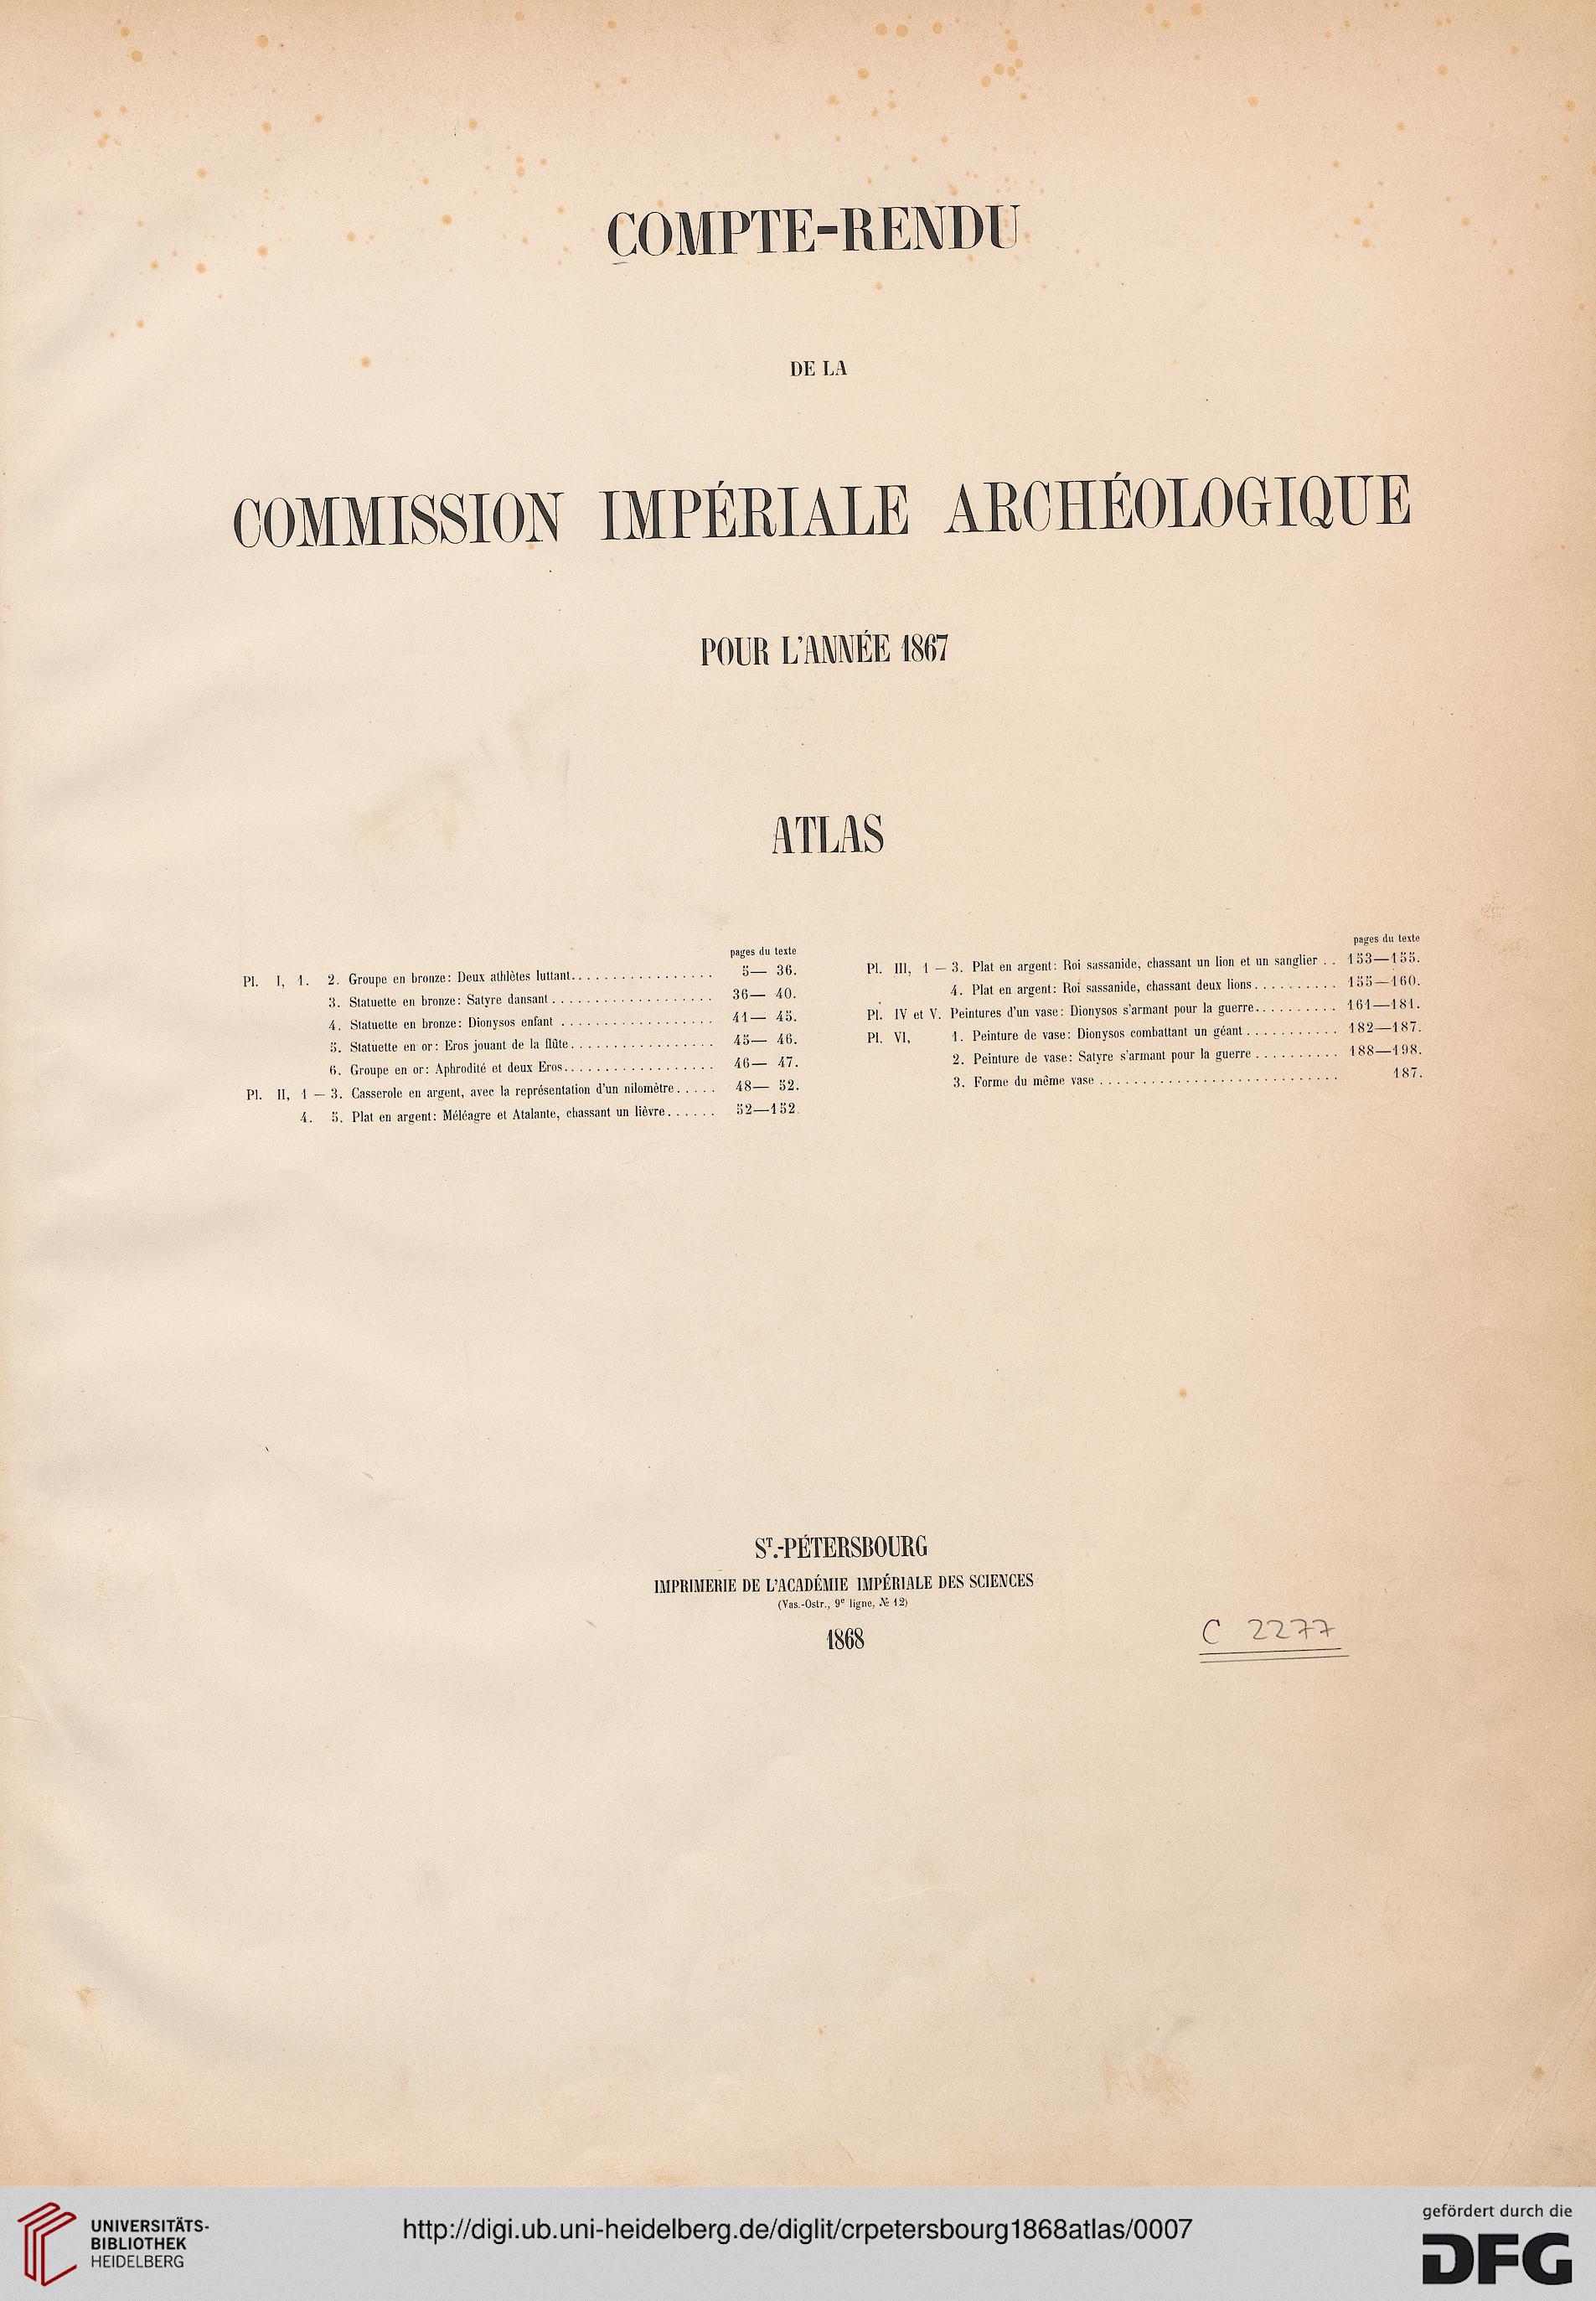 COMPTE-RENDU
DE LA
COMMISSION IMPÉRIALE ARCHÉOLOGIQUE
POUR L'ANNÉE 1867
ATLAS
pages du texte
Pl. I, 1. 2. Groupe en bronze: Deux athlètes luttant................ 5— 36.
3. Statuette en bronze: Satyre dansant................... 36— 40.
4. Statuette en bronze: Dionysos enfant .................. 41— 45.
5. Statuette en or: Eros jouant de la flûte................. 45— 46.
6. Groupe en or: Aphrodité et deux Eros.................. 46— 47.
Pl. II, 1 — 3. Casserole en argent, avec la représentation d'un nilomètre..... 48— 52.
4. 5. Plat en argent: Méléagre et Atalante, chassant un lièvre...... 52—152.
pages du texte
Pl. III, 1 — 3. Plat en argent: Roi sassanide, chassant un lion et un sanglier .. 153—155.
4. Plat en argent: Roi sassanide, chassant deux lions.......... 155—160.
Pl. IV et V. Peintures d'un vase: Dionysos s'armant pour la guerre.......... 161—181.
Pl. VI, 1. Peinture de vase: Dionysos combattant un géant ........... 182—187.
2. Peinture de vase: Satyre s'armant pour la guerre .......... 188—198.
3. Forme du même vase ............................ 187.
ST.-PÉTERSBOURG
IMPRIMERIE DE L'ACADÉMIE IMPÉRIALE DES SCIENCES
(Vas.-Ostr., 9e ligne, № 12)
1868
C 2277
UNIVERSITÄTS-
BIBLIOTHEK
HEIDELBERG
http://digi.ub.uni-heidelberg.de/diglit/crpetersbourg1868atlas/0007
gefördert durch die
DFG